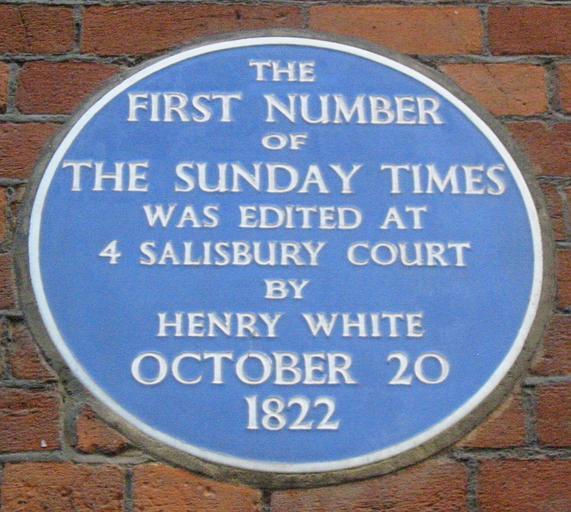 THE
FIRST NUMBER
OF
THE SUNDAY TIMES
WAS EDITED AT
4 SALISBURY COURT
BY
HENRY WHITE
OCTOBER 20
1822